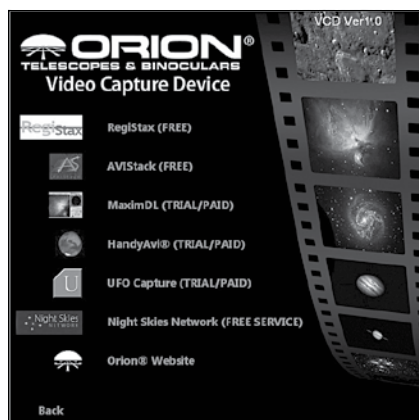 VCD Ver1.0
ORION®
TELESCOPES & BINOCULARS
Video Capture Device
RegiStax
RegiStax (FREE)
AS
AVIStack (FREE)
MaximDL (TRIAL/PAID)
HandyAvi® (TRIAL/PAID)
U
UFO Capture (TRIAL/PAID)
Night Skies
NETWORK
Night Skies Network (FREE SERVICE)
Orion® Website
Back